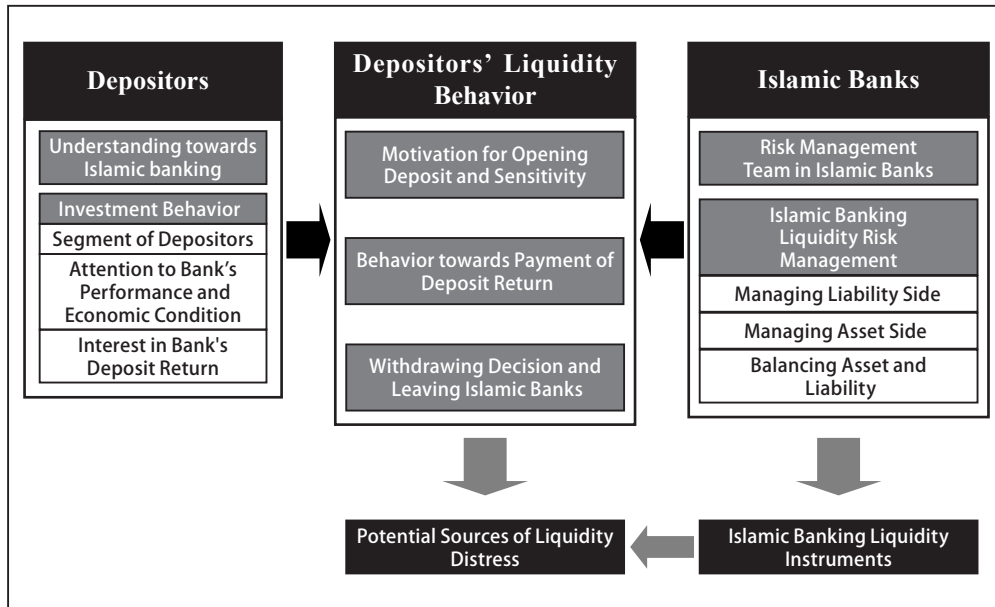 Depositors
Understanding towards
Islamic banking
Investment Behavior
Segment of Depositors
Attention to Bank’s
Performance and
Economic Condition
Interest in Bank's
Deposit Return
Depositors’ Liquidity
Behavior
Motivation for Opening
Deposit and Sensitivity
Behavior towards Payment of
Deposit Return
Withdrawing Decision and
Leaving Islamic Banks
Islamic Banks
Risk Management
Team in Islamic Banks
Islamic Banking
Liquidity Risk
Management
Managing Liability Side
Managing Asset Side
Balancing Asset and
Liability
Potential Sources of Liquidity
Distress
Islamic Banking Liquidity
Instruments